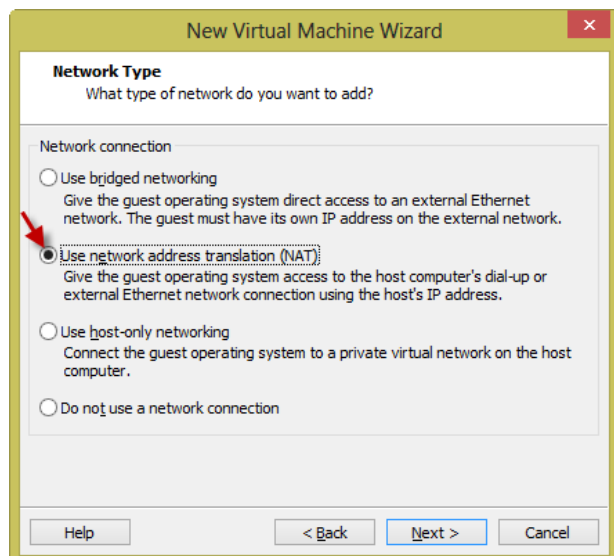 New Virtual Machine Wizard
Network Type
What type of network do you want to add?
Network connection
Use bridged networking
Give the guest operating system direct access to an external Ethernet
network. The guest must have its own IP address on the external network.
Use network address translation (NAT)
Give the guest operating system access to the host computer's dial-up or
external Ethernet network connection using the host's IP address.
Use host-only networking
Connect the guest operating system to a private virtual network on the host
computer.
Do not use a network connection
Help
< Back
Next >
Cancel